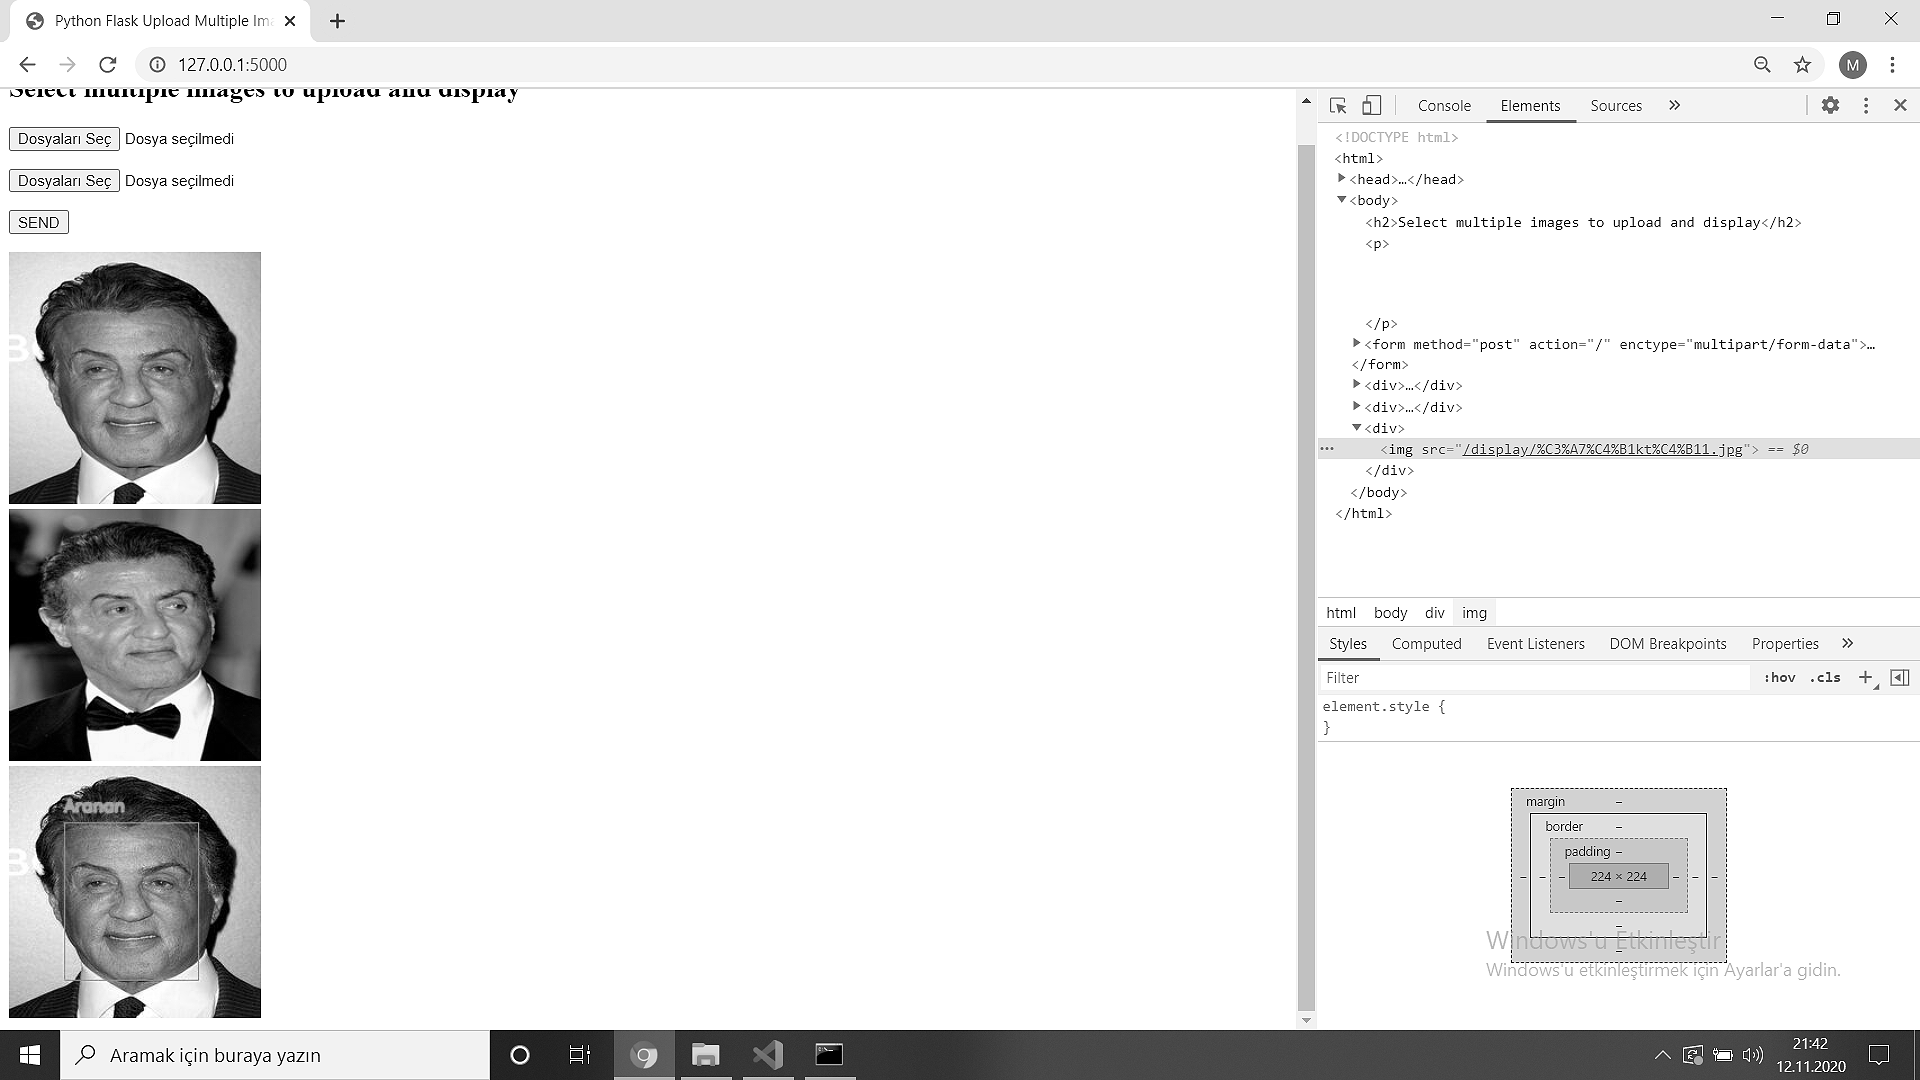 Python Flask Upload Multiple Im
127.0.0.1:5000
M
Select multiple images to upload and display
Dosyaları Seç Dosya seçilmedi
Dosyaları Seç Dosya seçilmedi
SEND
Aranan
Console Elements Sources »
<!DOCTYPE html>
<html>
<head>…</head>
<body>
<h2>Select multiple images to upload and display</h2>
<p>
</p>
<form method="post" action="/" enctype="multipart/form-data">…
</form>
<div>…</div>
<div>…</div>
<div>
… <img src="/display/%C3%A7%C4%B1kt%C4%B11.jpg"> == $0
</div>
</body>
</html>
html body div img
Styles Computed Event Listeners DOM Breakpoints Properties »
Filter :hov .cls +
element.style {
}
margin –
border –
padding –
– – – 224 × 224 – – –
–
–
–
Windows'u Etkinleştir
Windows'u etkinleştirmek için Ayarlar'a gidin.
Aramak için buraya yazın
21:42
12.11.2020